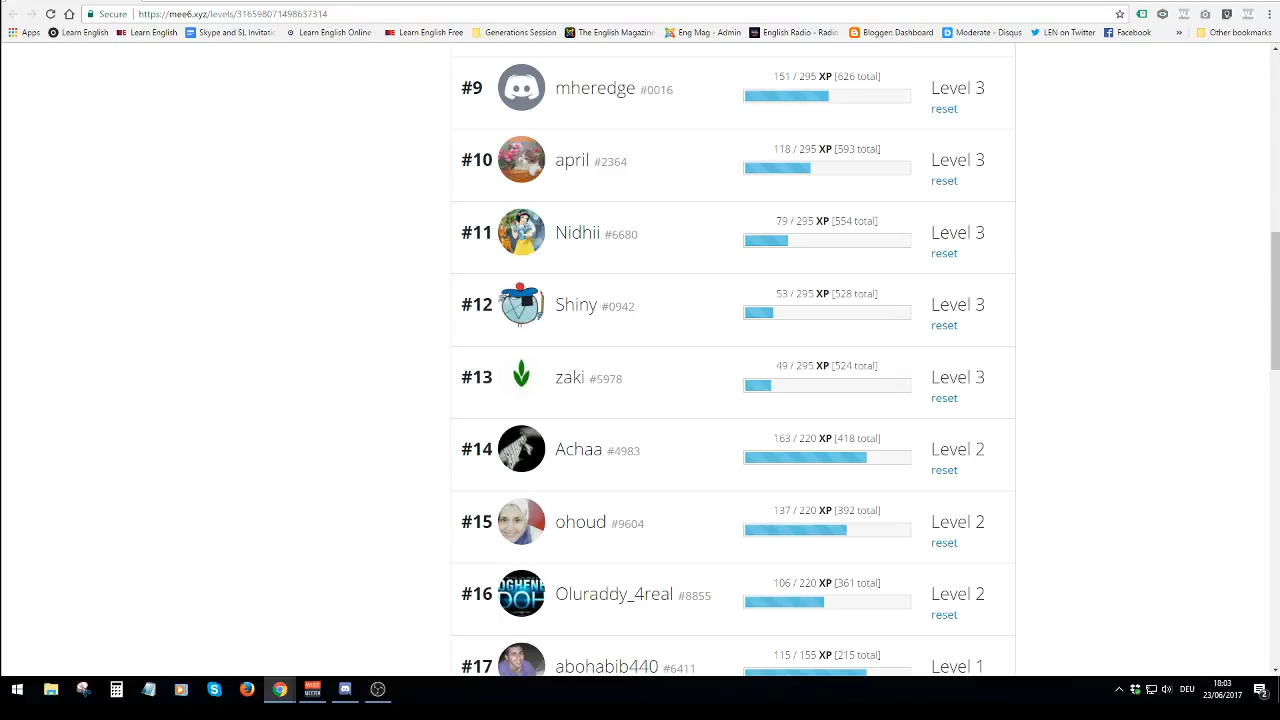 Secure https://mee6.xyz/levels/316598071498637314
Apps Learn English Learn English Skype and SL Invitatio Learn English Online Learn English Free Generations Session The English Magazine Eng Mag - Admin English Radio - Radio Blogger: Dashboard Moderate - Disqus LEN on Twitter Facebook » Other bookmarks
#9 mheredge #0016 151 / 295 XP [626 total] Level 3
reset
#10 april #2364 118 / 295 XP [593 total] Level 3
reset
#11 Nidhii #6680 79 / 295 XP [554 total] Level 3
reset
#12 Shiny #0942 53 / 295 XP [528 total] Level 3
reset
#13 zaki #5978 49 / 295 XP [524 total] Level 3
reset
#14 Achaa #4983 163 / 220 XP [418 total] Level 2
reset
#15 ohoud #9604 137 / 220 XP [392 total] Level 2
reset
#16 Oluraddy_4real #8855 106 / 220 XP [361 total] Level 2
reset
#17 abohabib440 #6411 115 / 155 XP [215 total] Level 1
DEU 18:03
23/06/2017